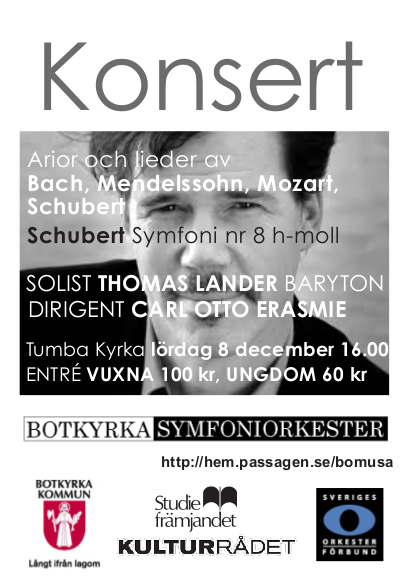 Konsert
Arior och lieder av
Bach, Mendelssohn, Mozart,
Schubert
Schubert Symfoni nr 8 h-moll
SOLIST THOMAS LANDER BARYTON
DIRIGENT CARL OTTO ERASMIE
Tumba Kyrka lördag 8 december 16.00
ENTRÉ VUXNA 100 kr, UNGDOM 60 kr
BOTKYRKA SYMFONIORKESTER
http://hem.passagen.se/bomusa
BOTKYRKA
KOMMUN
Långt ifrån lagom
Studie
främjandet
KULTURRÅDET
SVERIGES
ORKESTER
FÖRBUND